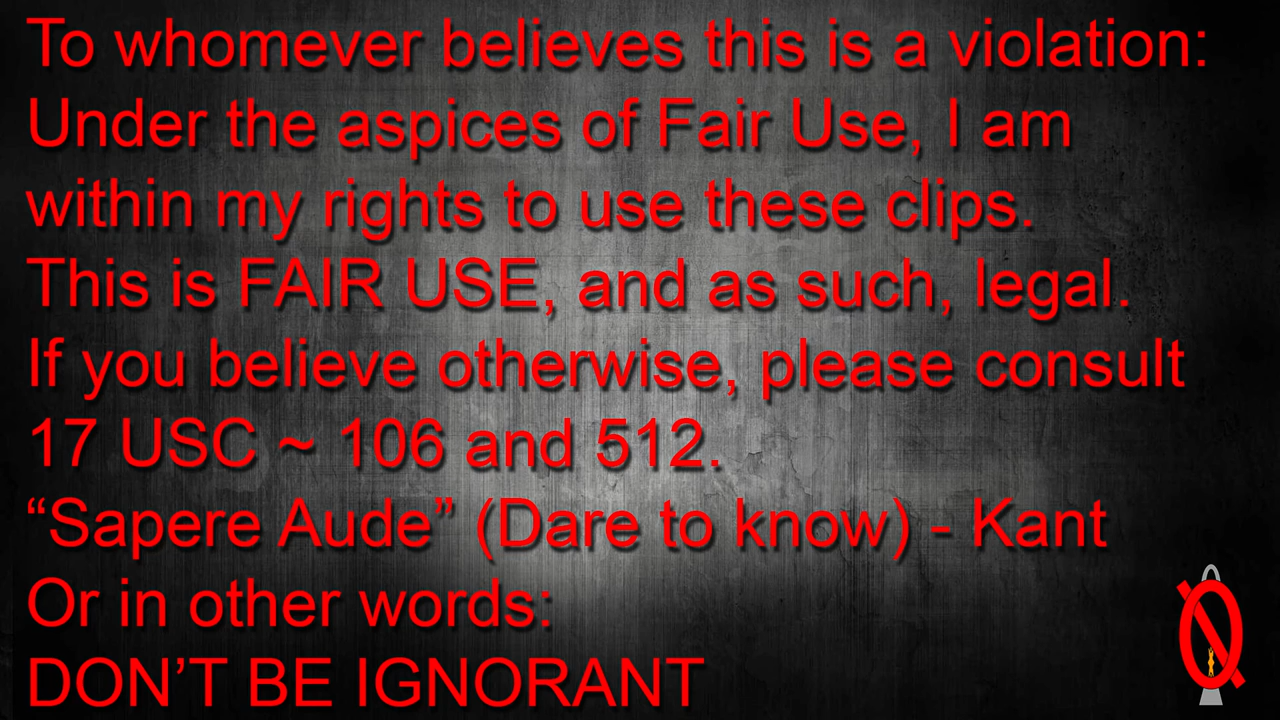 To whomever believes this is a violation:
Under the aspices of Fair Use, I am
within my rights to use these clips.
This is FAIR USE, and as such, legal.
If you believe otherwise, please consult
17 USC ~ 106 and 512.
“Sapere Aude” (Dare to know) - Kant
Or in other words:
DON’T BE IGNORANT